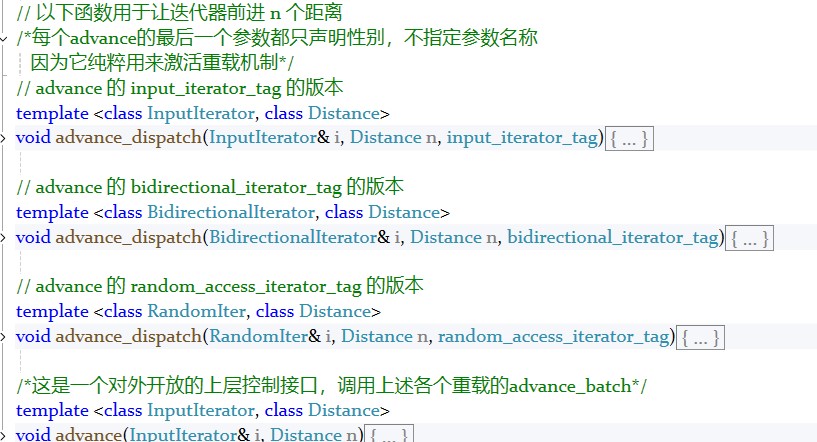 // 以下函数用于让迭代器前进 n 个距离
/*每个advance的最后一个参数都只声明性别，不指定参数名称
因为它纯粹用来激活重载机制*/
// advance 的 input_iterator_tag 的版本
template <class InputIterator, class Distance>
void advance_dispatch(InputIterator& i, Distance n, input_iterator_tag){ ... }
// advance 的 bidirectional_iterator_tag 的版本
template <class BidirectionalIterator, class Distance>
void advance_dispatch(BidirectionalIterator& i, Distance n, bidirectional_iterator_tag){ ... }
// advance 的 random_access_iterator_tag 的版本
template <class RandomIter, class Distance>
void advance_dispatch(RandomIter& i, Distance n, random_access_iterator_tag){ ... }
/*这是一个对外开放的上层控制接口，调用上述各个重载的advance_batch*/
template <class InputIterator, class Distance>
void advance(InputIterator& i, Distance n){ ... }